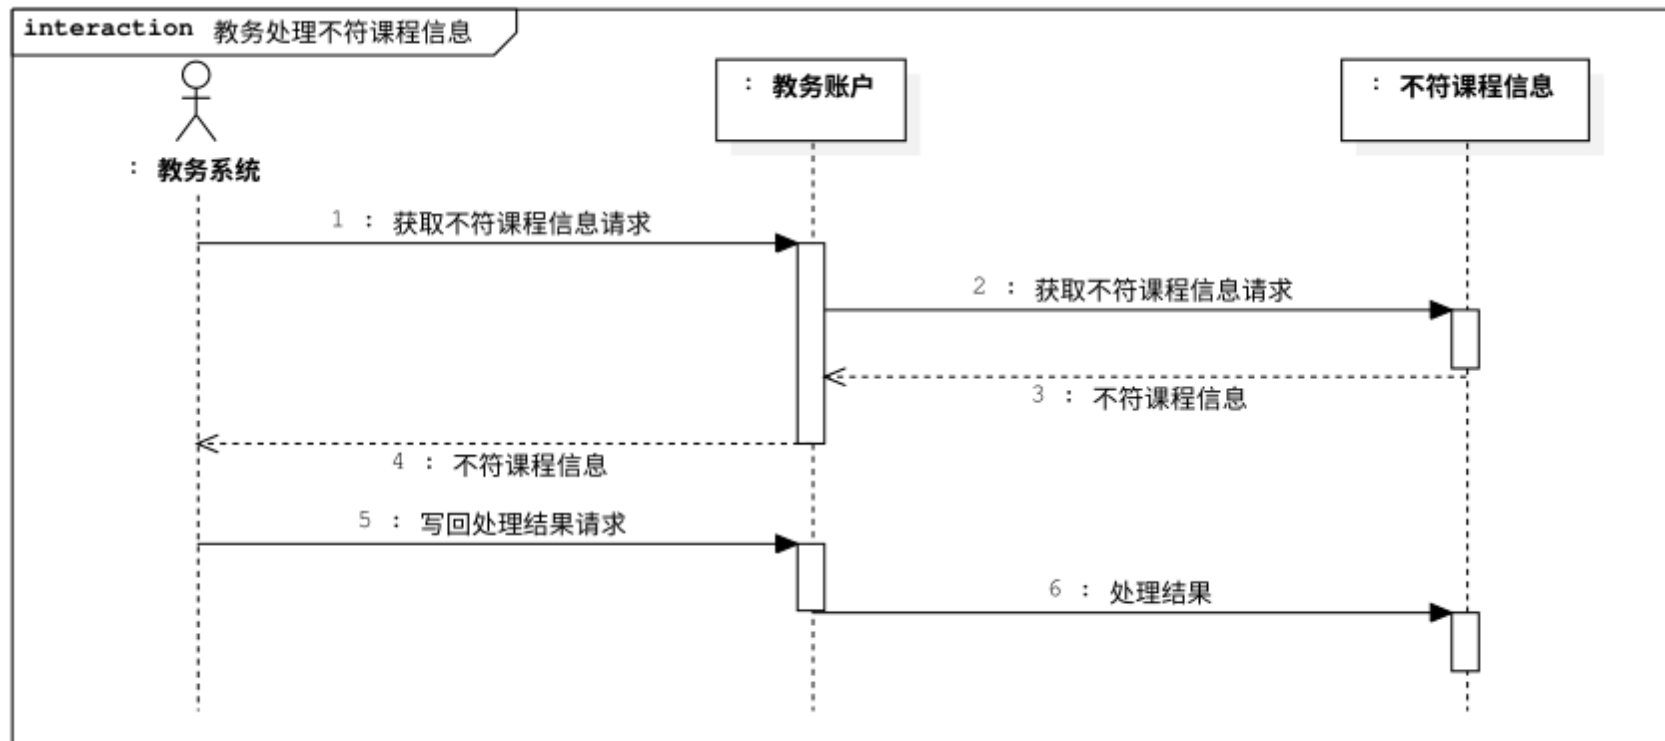 interaction 教务处理不符课程信息
: 教务账户
: 不符课程信息
: 教务系统
1 : 获取不符课程信息请求
2 : 获取不符课程信息请求
3 : 不符课程信息
4 : 不符课程信息
5 : 写回处理结果请求
6 : 处理结果